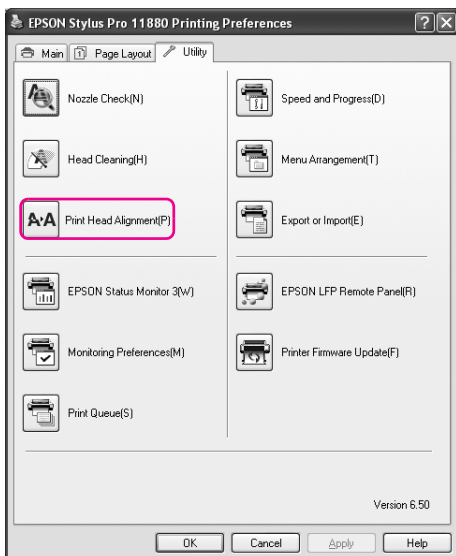 EPSON Stylus Pro 11880 Printing Preferences
Main Page Layout Utility
Nozzle Check(N)
Speed and Progress(D)
Head Cleaning(H)
Menu Arrangement(T)
A·A Print Head Alignment(P)
Export or Import(E)
EPSON Status Monitor 3(W)
EPSON LFP Remote Panel(R)
Monitoring Preferences(M)
Printer Firmware Update(F)
Print Queue(S)
Version 6.50
OK Cancel Apply Help